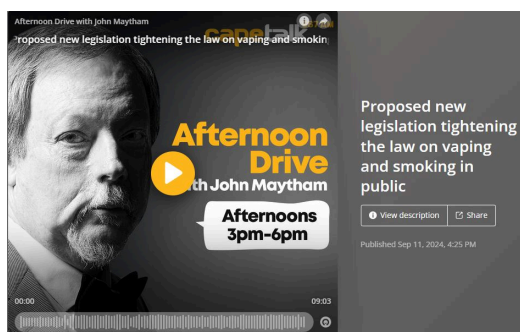 Afternoon Drive with John Maytham
Proposed new legislation tightening the law on vaping and smokin
capetalk
Afternoon
Drive
th John Maytham
Afternoons
3pm-6pm
00:00
09:03
Proposed new
legislation tightening
the law on vaping
and smoking in
public
View description
Share
Published Sep 11, 2024, 4:25 PM